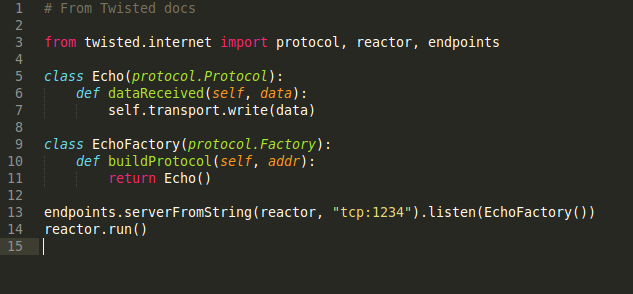 1 # From Twisted docs
2
3 from twisted.internet import protocol, reactor, endpoints
4
5 class Echo(protocol.Protocol):
6     def dataReceived(self, data):
7         self.transport.write(data)
8
9 class EchoFactory(protocol.Factory):
10     def buildProtocol(self, addr):
11         return Echo()
12
13 endpoints.serverFromString(reactor, "tcp:1234").listen(EchoFactory())
14 reactor.run()
15